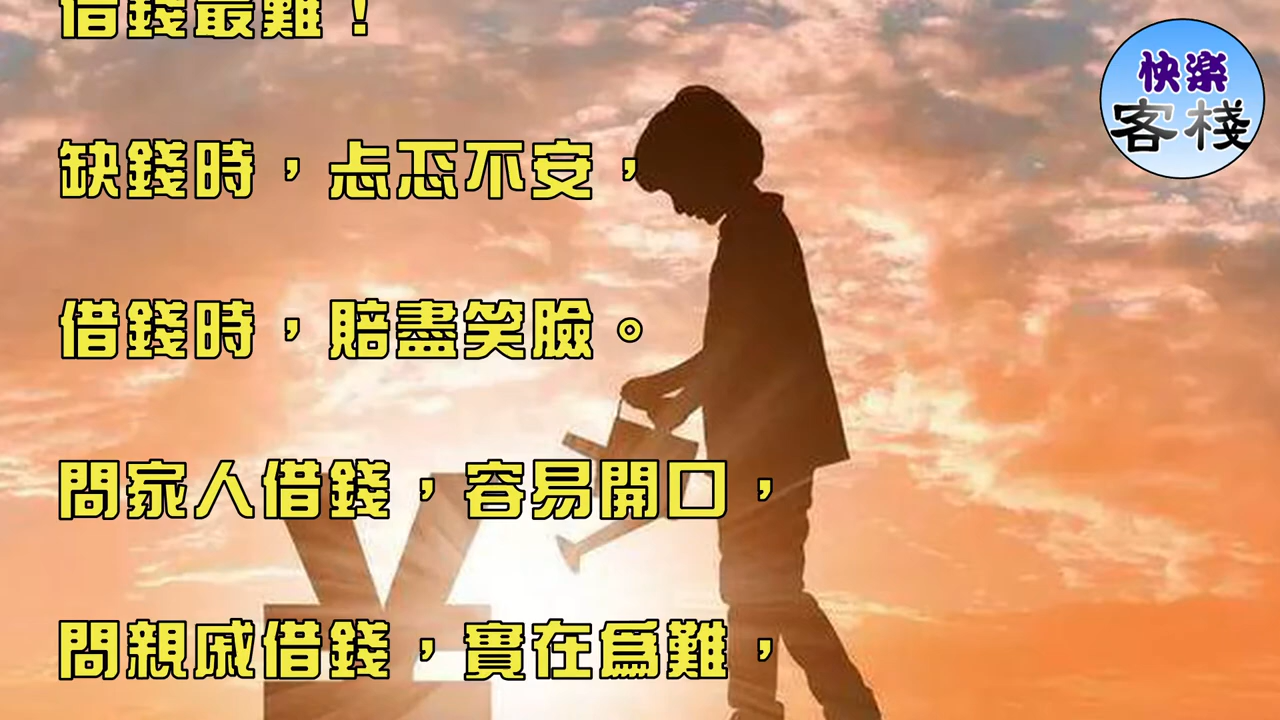 借錢最難！
快樂
客棧
缺錢時，忐忑不安，
借錢時，賠盡笑臉。
問家人借錢，容易開口，
問親戚借錢，實在為難，